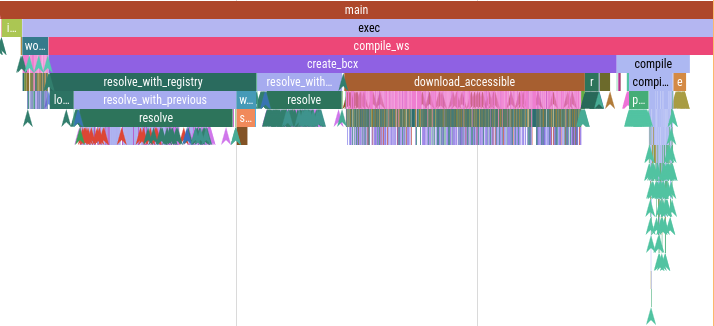 main
i… exec
wo… compile_ws
create_bcx compile
resolve_with_registry resolve_with… download_accessible r compi… e
lo… resolve_with_previous w… resolve p…
resolve s…